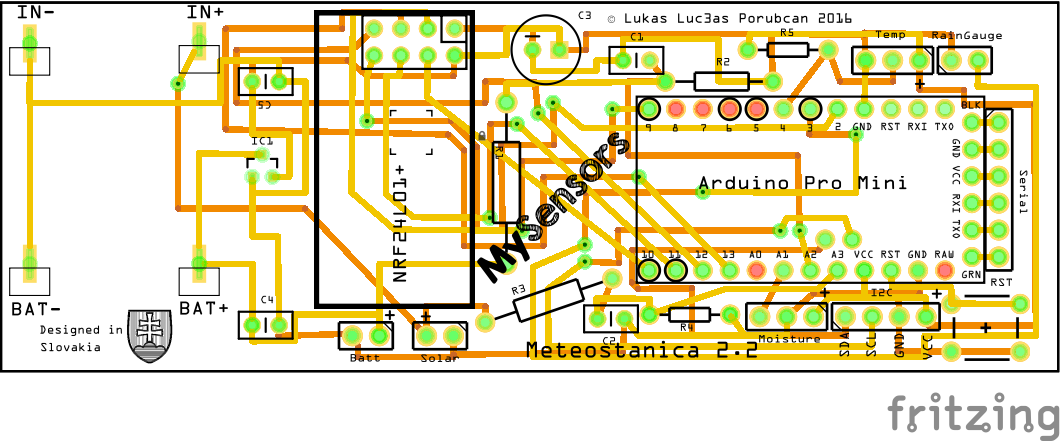 IN-
IN+
C3
© Lukas Luc3as Porubcan 2016
C1
R5
Temp
RainGauge
R2
+
5J
IC1
R1
NRF24L01+
MySensors
9 8 7 6 5 4 3 2 GND RST RXI TXO
BLK
GND VCC RXI TXO
Serial
Arduino Pro Mini
10 11 12 13 A0 A1 A2 A3 VCC RST GND RAW
GRN
RST
BAT-
BAT+
C4
Designed in
Slovakia
+
Batt
+
Solar
R3
C2
R4
+
Moisture
I2C
+
SDA
SCL
GND
VCC
+
Meteostanica 2.2
fritzing